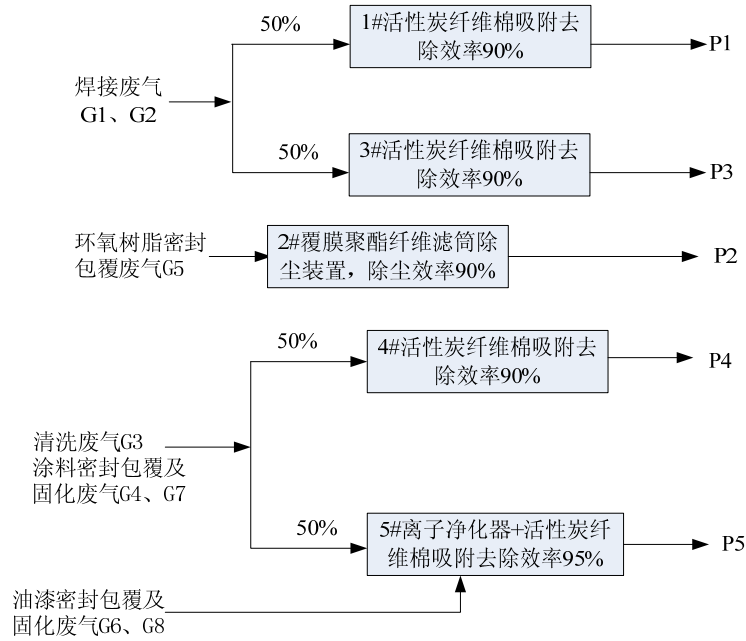 50%
1#活性炭纤维棉吸附去
除效率90%
P1
焊接废气
G1、G2
50%
3#活性炭纤维棉吸附去
除效率90%
P3
环氧树脂密封
包覆废气G5
2#覆膜聚酯纤维滤筒除
尘装置，除尘效率90%
P2
50%
4#活性炭纤维棉吸附去
除效率90%
P4
清洗废气G3
涂料密封包覆及
固化废气G4、G7
50%
5#离子净化器+活性炭纤
维棉吸附去除效率95%
P5
油漆密封包覆及
固化废气G6、G8